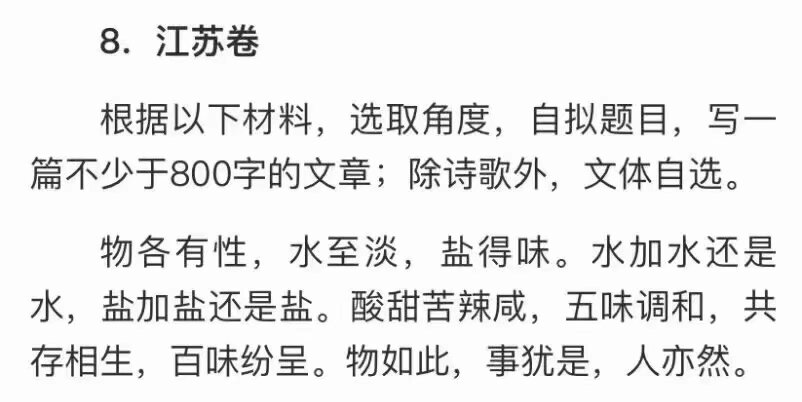 8．江苏卷
根据以下材料，选取角度，自拟题目，写一
篇不少于800字的文章；除诗歌外，文体自选。
物各有性，水至淡，盐得味。水加水还是
水，盐加盐还是盐。酸甜苦辣咸，五味调和，共
存相生，百味纷呈。物如此，事犹是，人亦然。